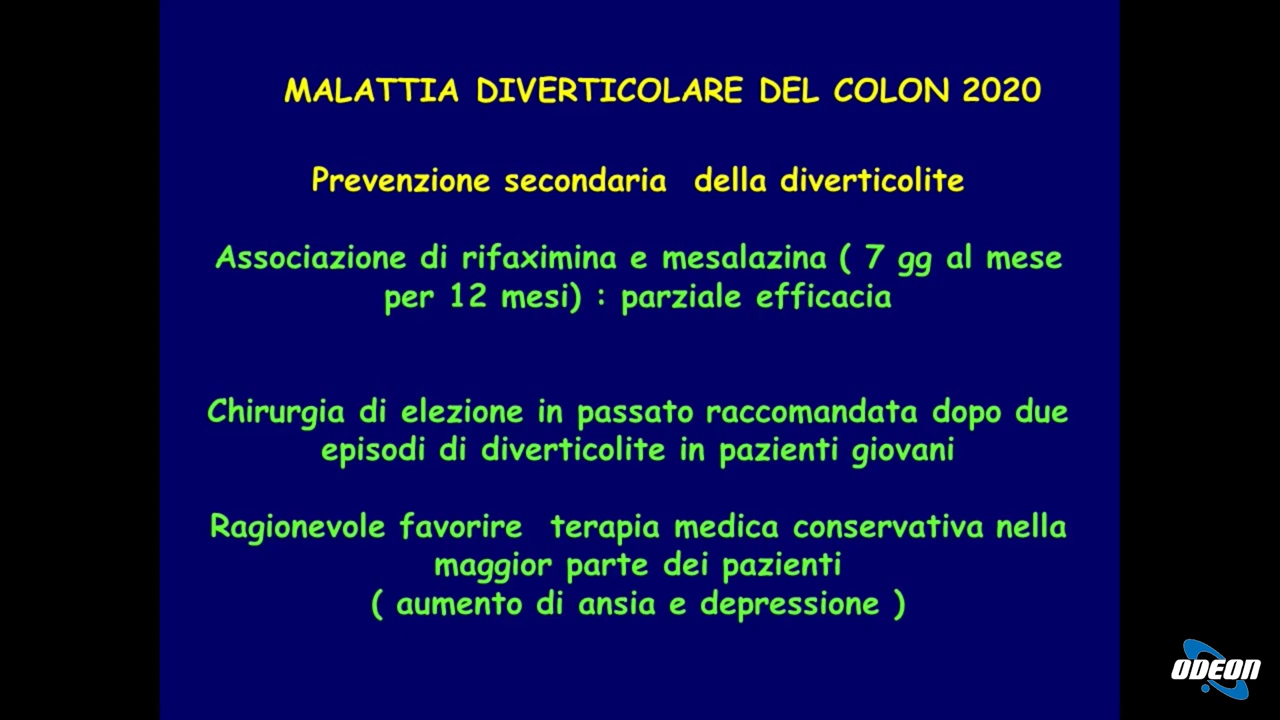 MALATTIA DIVERTICOLARE DEL COLON 2020
Prevenzione secondaria della diverticolite
Associazione di rifaximina e mesalazina ( 7 gg al mese
per 12 mesi) : parziale efficacia
Chirurgia di elezione in passato raccomandata dopo due
episodi di diverticolite in pazienti giovani
Ragionevole favorire terapia medica conservativa nella
maggior parte dei pazienti
( aumento di ansia e depressione )
ODEON